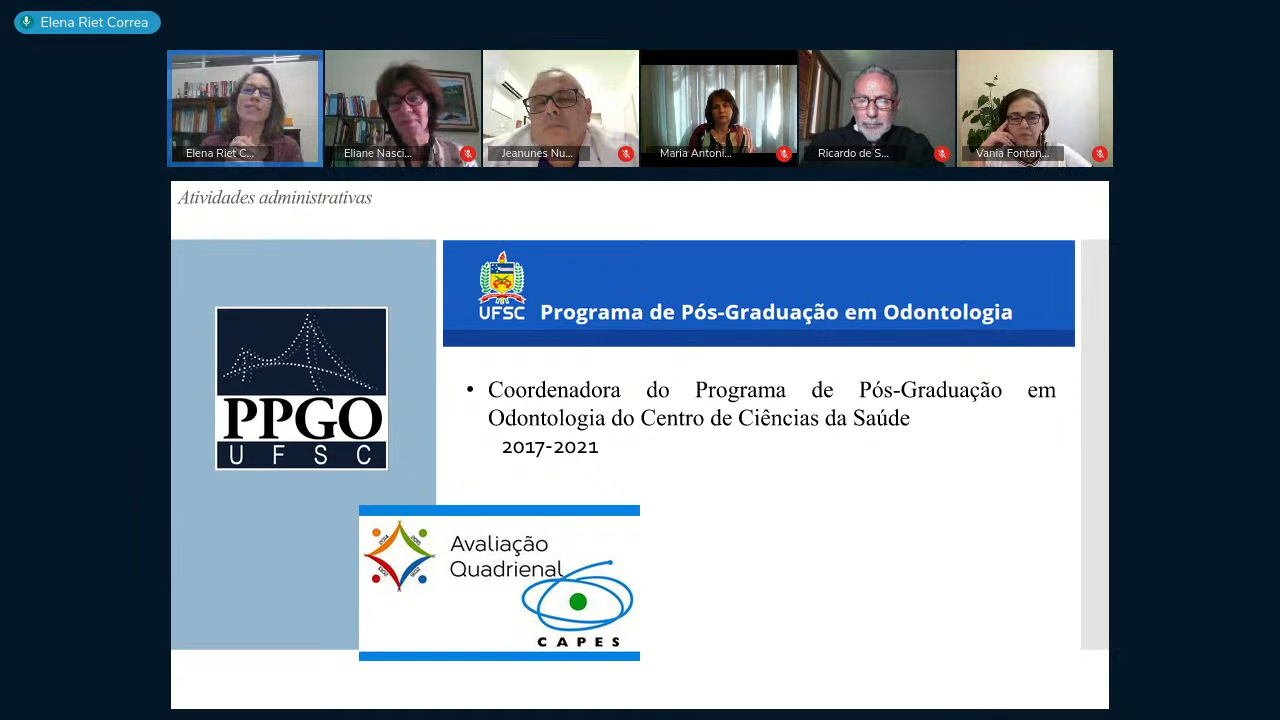 Elena Riet Correa
Elena Riet C...
Eliane Nasci...
Jeanunes Nu...
Maria Antoni...
Ricardo de S...
Vania Fontan...
Atividades administrativas
UFSC
Programa de Pós-Graduação em Odontologia
PPGO
UFSC
• Coordenadora do Programa de Pós-Graduação em
Odontologia do Centro de Ciências da Saúde
2017-2021
Avaliação
Quadrienal
CAPES